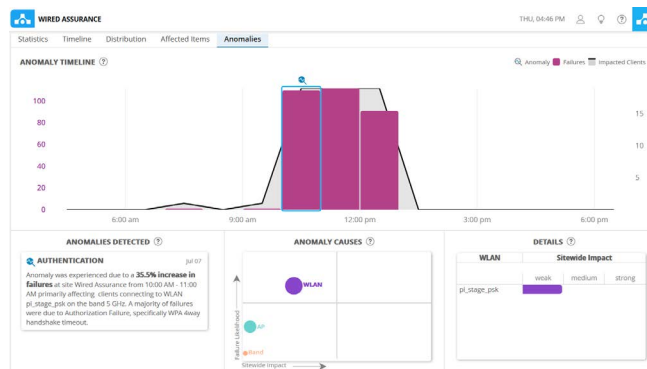 WIRED ASSURANCE
THU, 04:46 PM
Statistics Timeline Distribution Affected Items Anomalies
ANOMALY TIMELINE
Anomaly Failures Impacted Clients
100
80
60
40
20
0
15
10
5
6:00 am 9:00 am 12:00 pm 3:00 pm 6:00 pm
ANOMALIES DETECTED
AUTHENTICATION Jul 07
Anomaly was experienced due to a 35.5% increase in
failures at site Wired Assurance from 10:00 AM - 11:00
AM primarily affecting clients connecting to WLAN
pi_stage_psk on the band 5 GHz. A majority of failures
were due to Authorization Failure, specifically WPA 4way
handshake timeout.
ANOMALY CAUSES
Failure Likelihood
WLAN
AP
Band
Sitewide Impact
DETAILS
WLAN Sitewide Impact
weak medium strong
pi_stage_psk